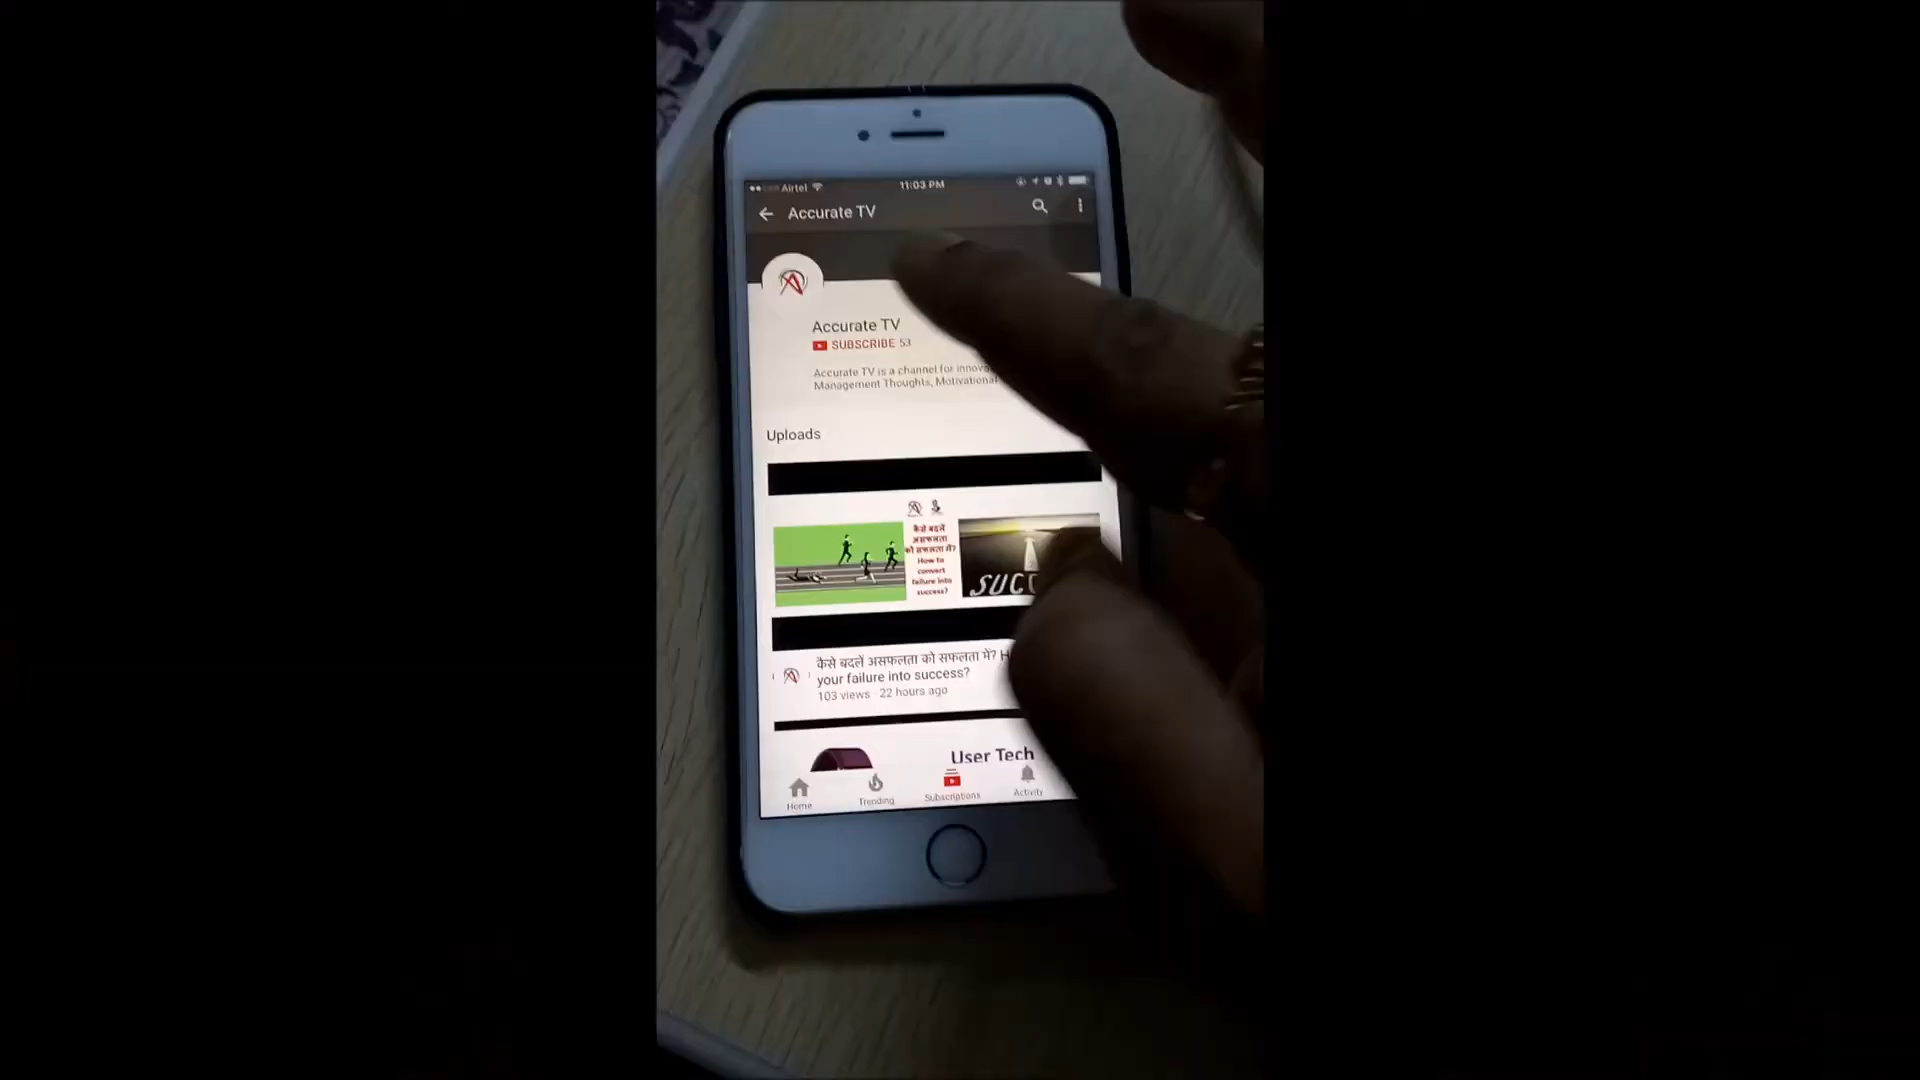 Airtel
11:03 PM
Accurate TV
Accurate TV
SUBSCRIBE 53
Accurate TV is a channel for
Management Thoughts, Motivational
Uploads
कैसे बदलें
असफलता
को सफलता में?
How to
convert
failure into
success?
कैसे बदलें असफलता को सफलता में?
your failure into success?
103 views · 22 hours ago
User Tech
Home
Trending
Subscriptions
Activity